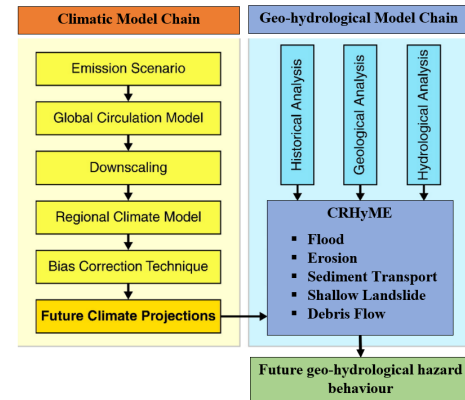 Climatic Model Chain
Emission Scenario
Global Circulation Model
Downscaling
Regional Climate Model
Bias Correction Technique
Future Climate Projections
Geo-hydrological Model Chain
Historical Analysis
Geological Analysis
Hydrological Analysis
CRHyME
▪ Flood
▪ Erosion
▪ Sediment Transport
▪ Shallow Landslide
▪ Debris Flow
Future geo-hydrological hazard
behaviour